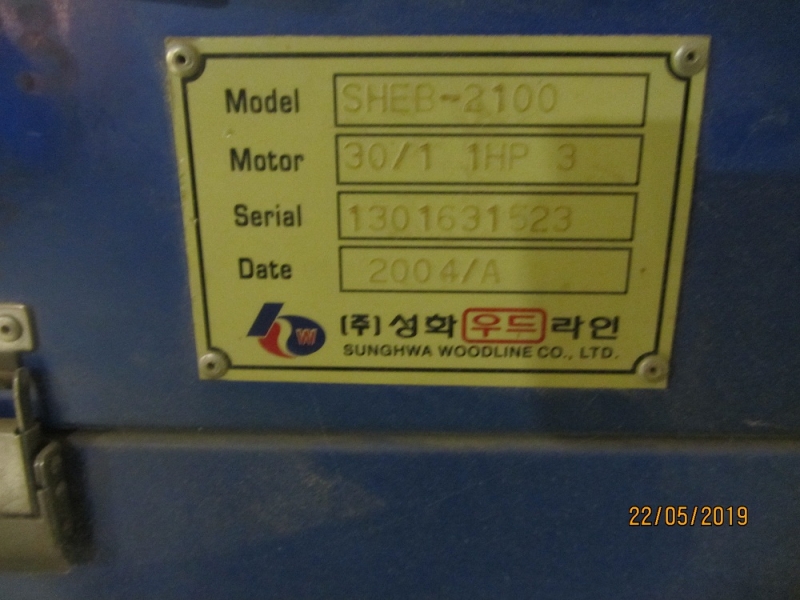 Model SHEB-2100
Motor 30/1 1HP 3
Serial 1301631523
Date 2004/A
W (주)성화우드라인
SUNGHWA WOODLINE CO., LTD.
22/05/2019